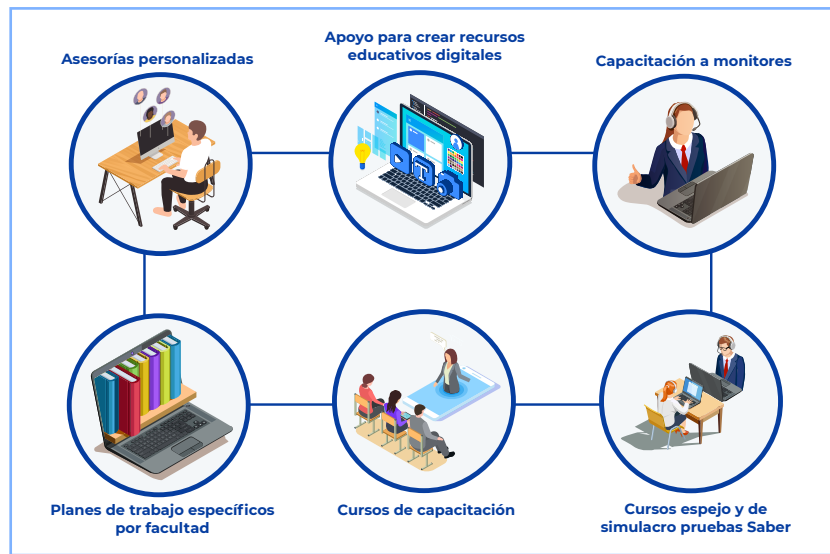 Asesorías personalizadas
Apoyo para crear recursos
educativos digitales
Capacitación a monitores
Planes de trabajo específicos
por facultad
Cursos de capacitación
Cursos espejo y de
simulacro pruebas Saber